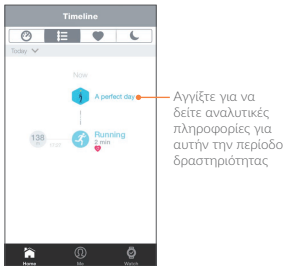 Timeline
Today
Now
A perfect day
Αγγίξτε για να
δείτε αναλυτικές
πληροφορίες για
αυτήν την περίοδο
δραστηριότητας
138
Running
2 min
Home
Me
Watch